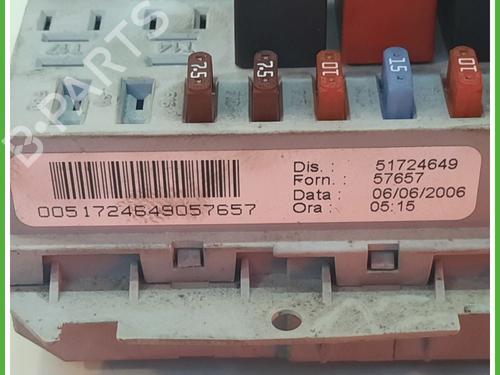 B-PARTS
7.5
7.5
10
15
10
Dis. : 51724649
Forn. : 57657
Data : 06/06/2006
Ora : 05:15
0051724649057657